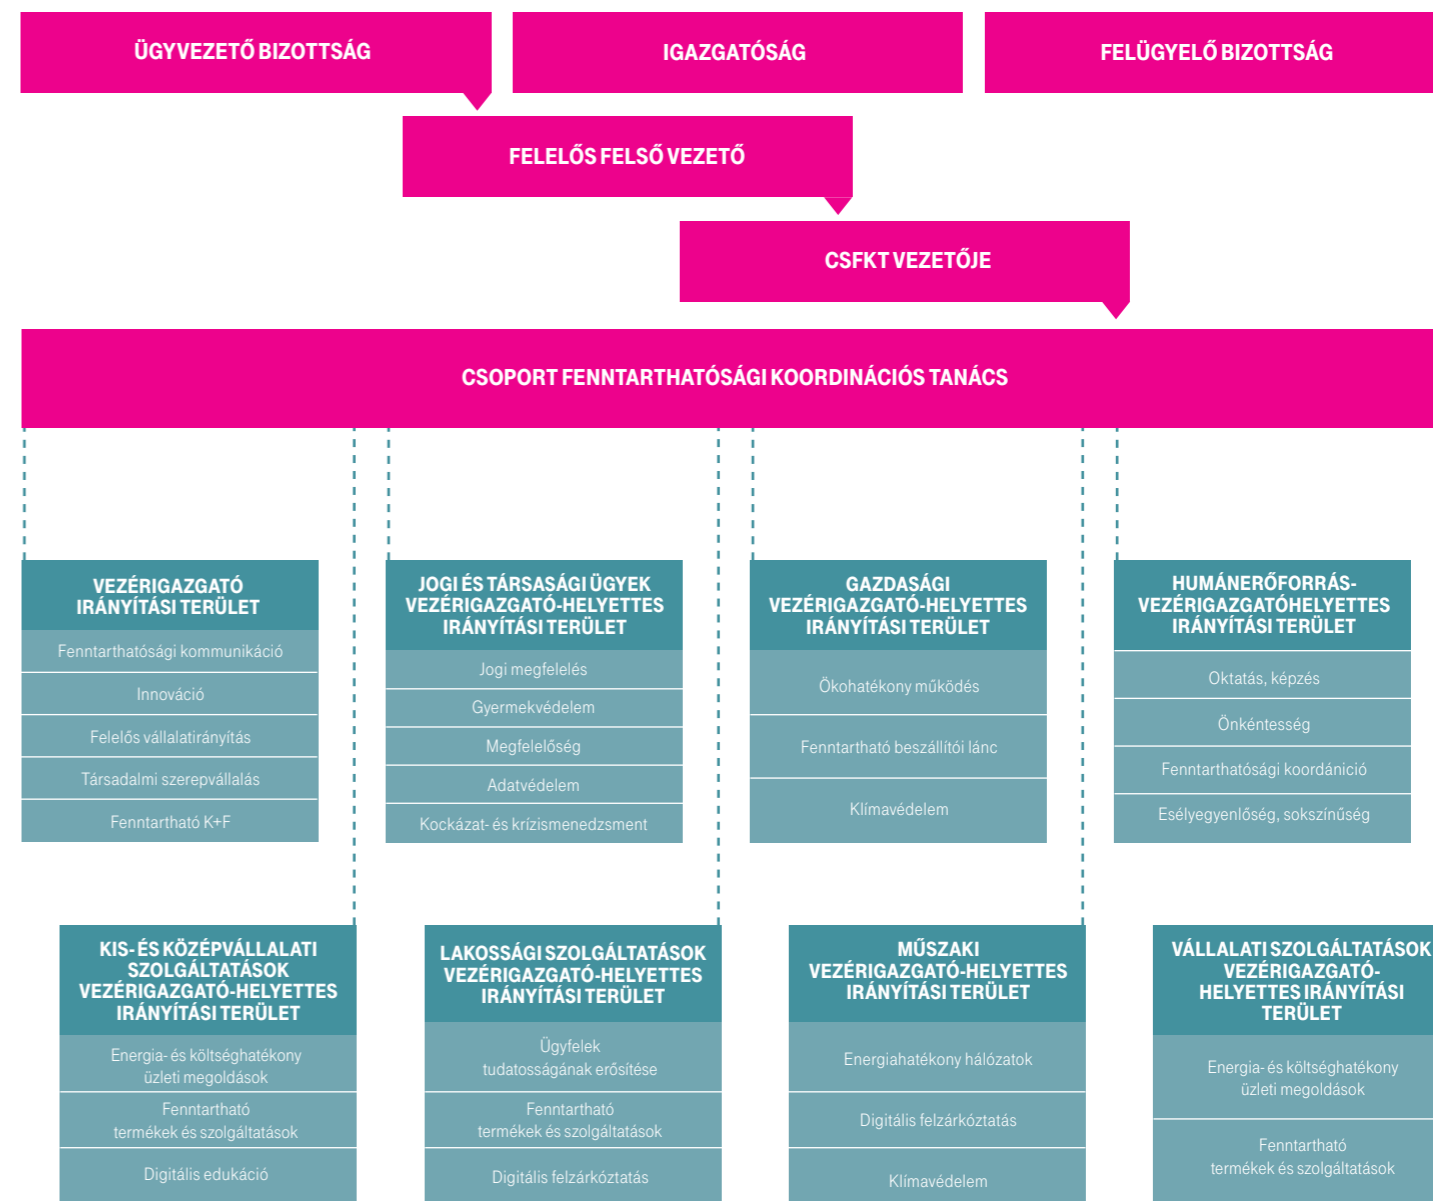 ÜGYVEZETŐ BIZOTTSÁG
IGAZGATÓSÁG
FELÜGYELŐ BIZOTTSÁG
FELELŐS FELSŐ VEZETŐ
CSFKT VEZETŐJE
CSOPORT FENNTARTHATÓSÁGI KOORDINÁCIÓS TANÁCS
VEZÉRIGAZGATÓ
IRÁNYÍTÁSI TERÜLET
Fenntarthatósági kommunikáció
Innováció
Felelős vállalatirányítás
Társadalmi szerepvállalás
Fenntartható K+F
JOGI ÉS TÁRSASÁGI ÜGYEK
VEZÉRIGAZGATÓ-HELYETTES
IRÁNYÍTÁSI TERÜLET
Jogi megfelelés
Gyermekvédelem
Megfelelőség
Adatvédelem
Kockázat- és krízismenedzsment
GAZDASÁGI
VEZÉRIGAZGATÓ-HELYETTES
IRÁNYÍTÁSI TERÜLET
Ökohatékony működés
Fenntartható beszállítói lánc
Klímavédelem
HUMÁNERŐFORRÁS-
VEZÉRIGAZGATÓHELYETTES
IRÁNYÍTÁSI TERÜLET
Oktatás, képzés
Önkéntesség
Fenntarthatósági koordánició
Esélyegyenlőség, sokszínűség
KIS- ÉS KÖZÉPVÁLLALATI
SZOLGÁLTATÁSOK
VEZÉRIGAZGATÓ-HELYETTES
IRÁNYÍTÁSI TERÜLET
Energia- és költséghatékony
üzleti megoldások
Fenntartható
termékek és szolgáltatások
Digitális edukáció
LAKOSSÁGI SZOLGÁLTATÁSOK
VEZÉRIGAZGATÓ-HELYETTES
IRÁNYÍTÁSI TERÜLET
Ügyfelek
tudatosságának erősítése
Fenntartható
termékek és szolgáltatások
Digitális felzárkóztatás
MŰSZAKI
VEZÉRIGAZGATÓ-HELYETTES
IRÁNYÍTÁSI TERÜLET
Energiahatékony hálózatok
Digitális felzárkóztatás
Klímavédelem
VÁLLALATI SZOLGÁLTATÁSOK
VEZÉRIGAZGATÓ-
HELYETTES IRÁNYÍTÁSI
TERÜLET
Energia- és költséghatékony
üzleti megoldások
Fenntartható
termékek és szolgáltatások